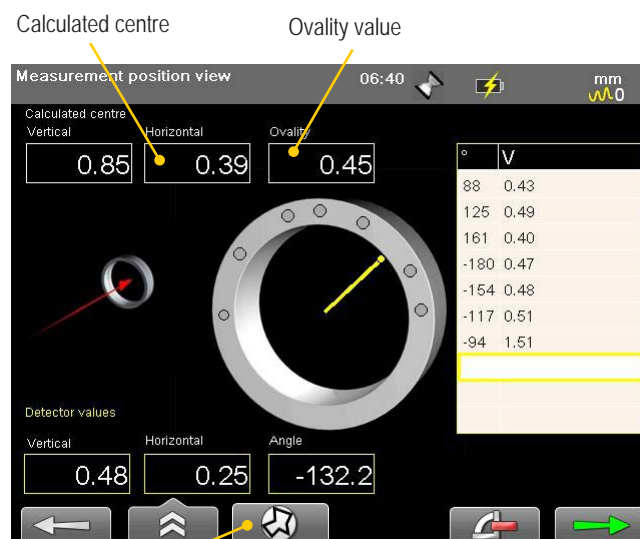 Calculated centre
Ovality value
Measurement position view 06:40 mm
0
Calculated centre
Vertical Horizontal Ovality
0.85 0.39 0.45
° V
88 0.43
125 0.49
161 0.40
-180 0.47
-154 0.48
-117 0.51
-94 1.51
Detector values
Vertical Horizontal Angle
0.48 0.25 -132.2